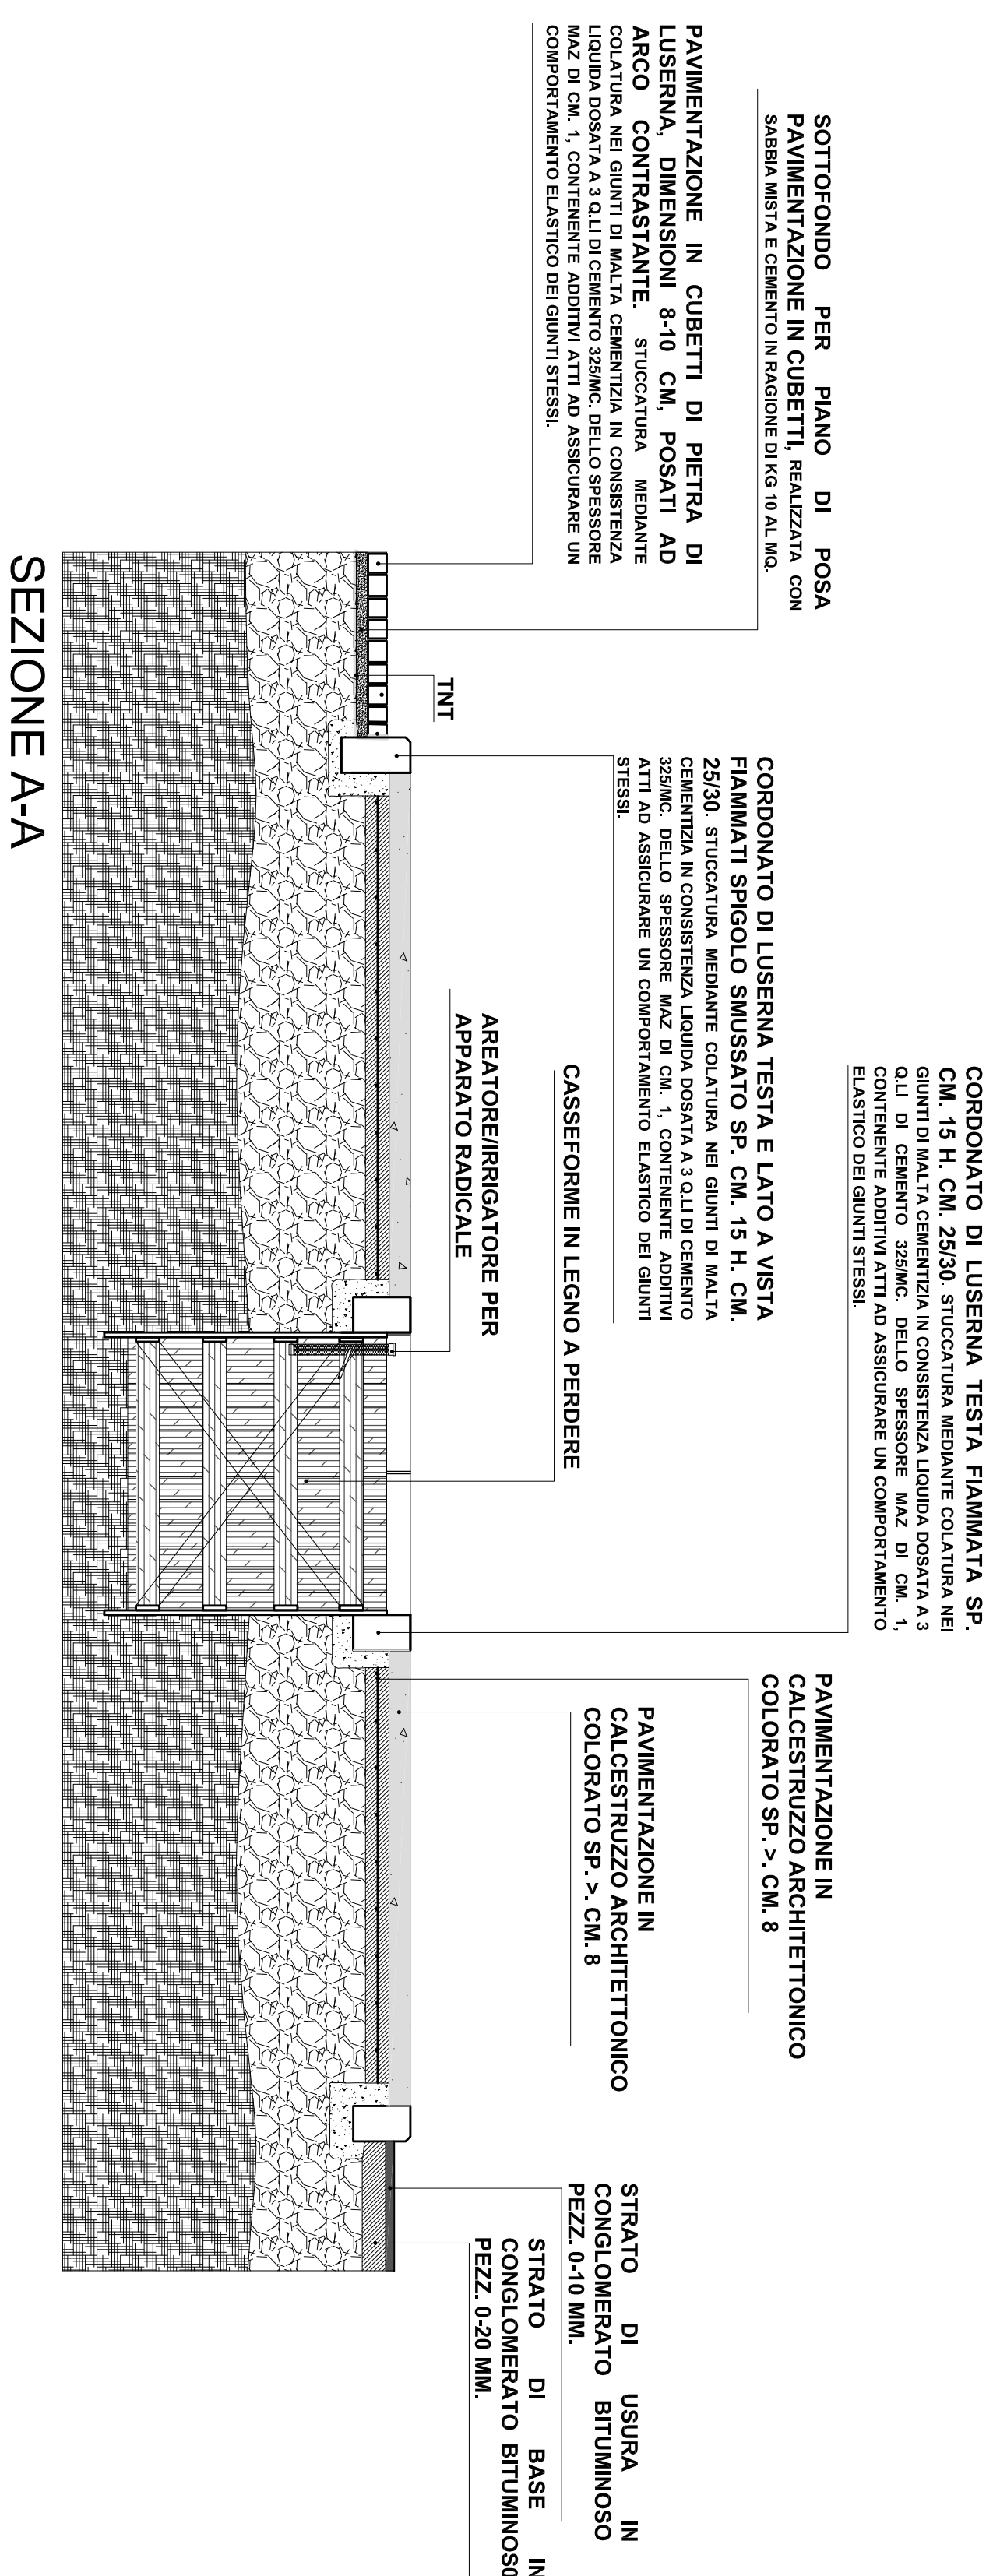 SOTTOFONDO PER PIANO DI POSA
PAVIMENTAZIONE IN CUBETTI, REALIZZATA CON
SABBIA MISTA E CEMENTO IN RAGIONE DI KG 10 AL MQ.
PAVIMENTAZIONE IN CUBETTI DI PIETRA DI
LUSERNA, DIMENSIONI 8-10 CM, POSATI AD
ARCO CONTRASTANTE. STUCCATURA MEDIANTE
COLATURA NEI GIUNTI DI MALTA CEMENTIZIA IN CONSISTENZA
LIQUIDA DOSATA A 3 Q.LI DI CEMENTO 325/MC. DELLO SPESSORE
MAZ DI CM. 1, CONTENENTE ADDITIVI ATTI AD ASSICURARE UN
COMPORTAMENTO ELASTICO DEI GIUNTI STESSI.
TNT
CORDONATO DI LUSERNA TESTA E LATO A VISTA
FIAMMATI SPIGOLO SMUSSATO SP. CM. 15 H. CM.
25/30. STUCCATURA MEDIANTE COLATURA NEI GIUNTI DI MALTA
CEMENTIZIA IN CONSISTENZA LIQUIDA DOSATA A 3 Q.LI DI CEMENTO
325/MC. DELLO SPESSORE MAZ DI CM. 1, CONTENENTE ADDITIVI
ATTI AD ASSICURARE UN COMPORTAMENTO ELASTICO DEI GIUNTI
STESSI.
CORDONATO DI LUSERNA TESTA FIAMMATA SP.
CM. 15 H. CM. 25/30. STUCCATURA MEDIANTE COLATURA NEI
GIUNTI DI MALTA CEMENTIZIA IN CONSISTENZA LIQUIDA DOSATA A 3
Q.LI DI CEMENTO 325/MC. DELLO SPESSORE MAZ DI CM. 1,
CONTENENTE ADDITIVI ATTI AD ASSICURARE UN COMPORTAMENTO
ELASTICO DEI GIUNTI STESSI.
CASSEFORME IN LEGNO A PERDERE
AREATORE/IRRIGATORE PER
APPARATO RADICALE
PAVIMENTAZIONE IN
CALCESTRUZZO ARCHITETTONICO
COLORATO SP. >. CM. 8
PAVIMENTAZIONE IN
CALCESTRUZZO ARCHITETTONICO
COLORATO SP. >. CM. 8
STRATO DI USURA IN
CONGLOMERATO BITUMINOSO
PEZZ. 0-10 MM.
STRATO DI BASE IN
CONGLOMERATO BITUMINOSO
PEZZ. 0-20 MM.
SEZIONE A-A